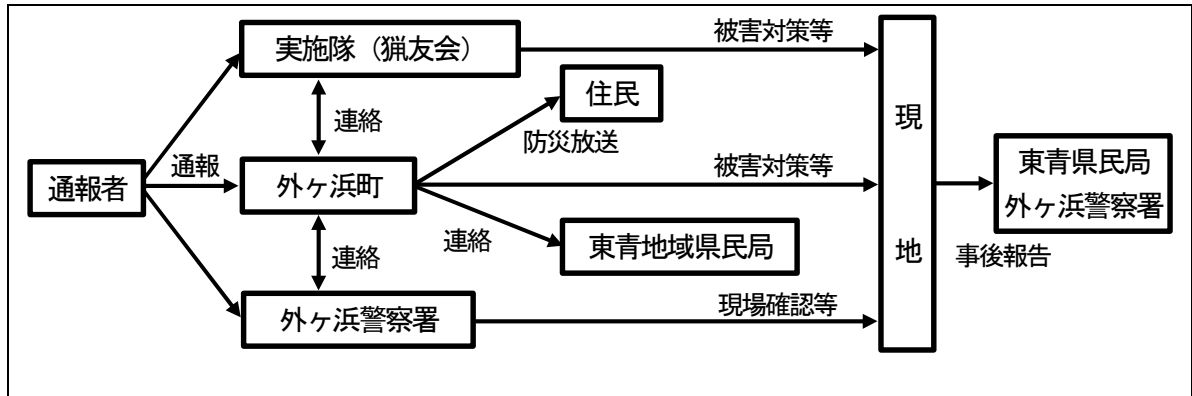 実施隊（猟友会）
被害対策等
住民
連絡
防災放送
現
地
通報者
通報
外ヶ浜町
被害対策等
東青県民局
外ヶ浜警察署
連絡
連絡
東青地域県民局
事後報告
外ヶ浜警察署
現場確認等